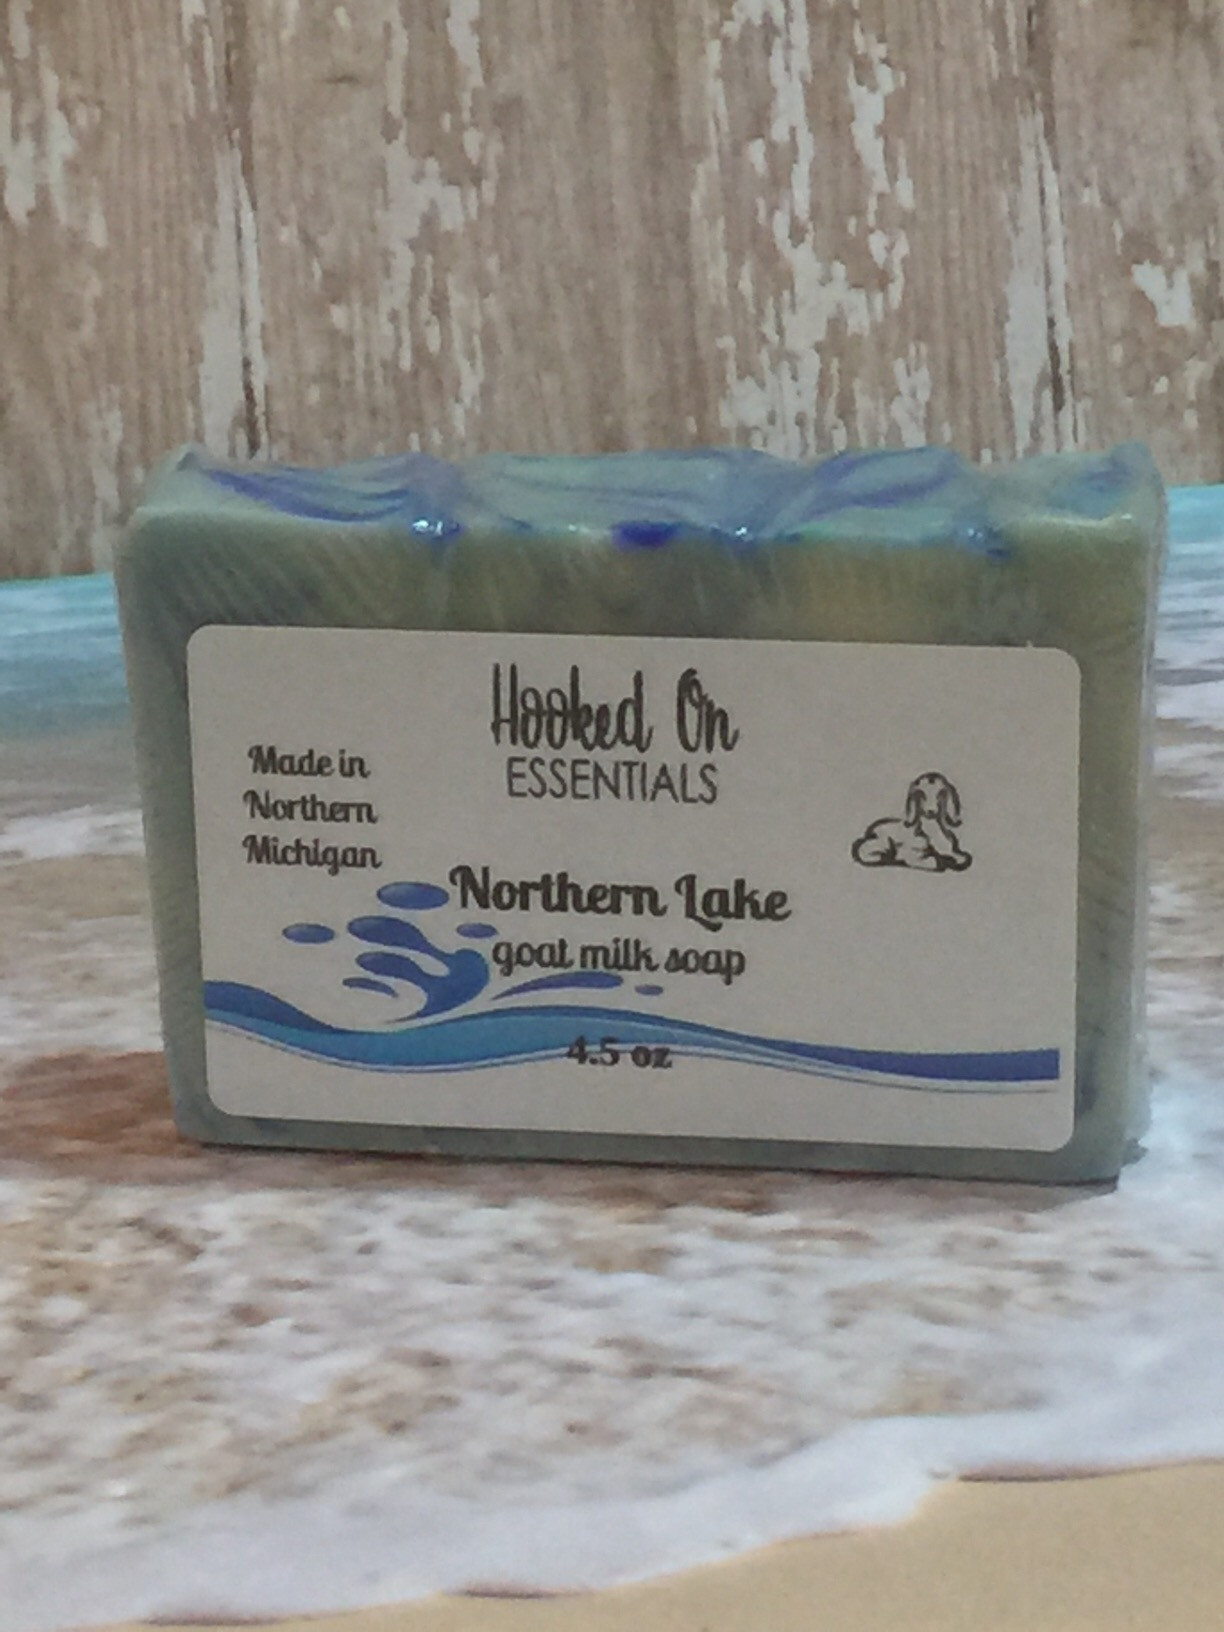 Hooked On
ESSENTIALS
Made in
Northern
Michigan
Northern Lake
goat milk soap
4.5 oz